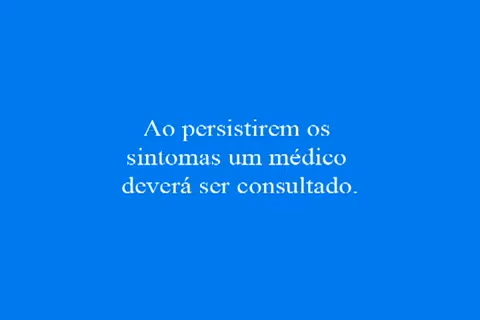 Ao persistirem os
sintomas um médico
deverá ser consultado.